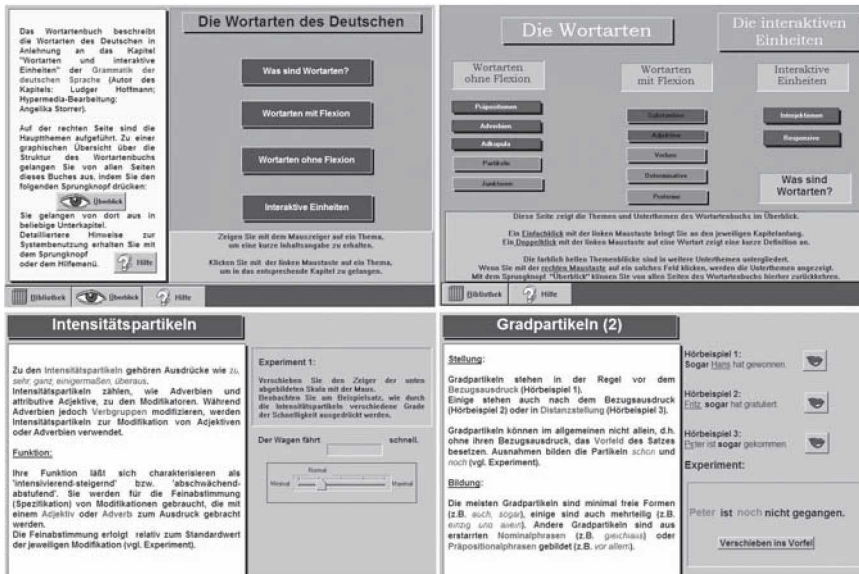 Das Wortartenbuch beschreibt
die Wortarten des Deutschen in
Anlehnung an das Kapitel
"Wortarten und interaktive
Einheiten" der Grammatik der
deutschen Sprache (Autor des
Kapitels: Ludger Hoffmann;
Hypermedia-Bearbeitung:
Angelika Storrer).
Auf der rechten Seite sind die
Hauptthemen aufgeführt. Zu einer
graphischen Übersicht über die
Struktur des Wortartenbuchs
gelangen Sie von allen Seiten
dieses Buches aus, indem Sie den
folgenden Sprungknopf drücken:
Überblick
Sie gelangen von dort aus in
beliebige Unterkapitel.
Detailliertere Hinweise zur
Systembenutzung erhalten Sie mit
dem Sprungknopf
oder dem Hilfemenü.
Hilfe
Die Wortarten des Deutschen
Was sind Wortarten?
Wortarten mit Flexion
Wortarten ohne Flexion
Interaktive Einheiten
Zeigen Sie mit dem Mauszeiger auf ein Thema,
um eine kurze Inhaltsangabe zu erhalten.
Klicken Sie mit der linken Maustaste auf ein Thema,
um in das entsprechende Kapitel zu gelangen.
Bibliothek Überblick Hilfe
Die Wortarten
Die interaktiven
Einheiten
Wortarten
ohne Flexion
Präpositionen
Adverbien
Adkopula
Partikeln
Junktoren
Wortarten
mit Flexion
Substantive
Adjektive
Verben
Determinative
Proterme
Interaktive
Einheiten
Interjektionen
Responsive
Was sind
Wortarten?
Diese Seite zeigt die Themen und Unterthemen des Wortartenbuchs im Überblick.
Ein Einfachklick mit der linken Maustaste bringt Sie an den jeweiligen Kapitelanfang.
Ein Doppelklick mit der linken Maustaste auf eine Wortart zeigt eine kurze Definition an.
Die farblich hellen Themenblöcke sind in weitere Unterthemen untergliedert.
Wenn Sie mit der rechten Maustaste auf ein solches Feld klicken, werden die Unterthemen angezeigt.
Mit dem Sprungknopf "Überblick" können Sie von allen Seiten des Wortartenbuchs hierher zurückkehren.
Bibliothek Hilfe
Intensitätspartikeln
Zu den Intensitätspartikeln gehören Ausdrücke wie zu,
sehr, ganz, einigermaßen, überaus.
Intensitätspartikeln zählen, wie Adverbien und
attributive Adjektive, zu den Modifikatoren. Während
Adverbien jedoch Verbgruppen modifizieren, werden
Intensitätspartikeln zur Modifikation von Adjektiven
oder Adverbien verwendet.
Funktion:
Ihre Funktion läßt sich charakterisieren als
'intensivierend-steigernd' bzw. 'abschwächend-
abstufend'. Sie werden für die Feinabstimmung
(Spezifikation) von Modifikationen gebraucht, die mit
einem Adjektiv oder Adverb zum Ausdruck gebracht
werden.
Die Feinabstimmung erfolgt relativ zum Standardwert
der jeweiligen Modifikation (vgl. Experiment).
Experiment 1:
Verschieben Sie den Zeiger der unten
abgebildeten Skala mit der Maus.
Beobachten Sie am Beispielsatz, wie durch
die Intensitätspartikeln verschiedene Grade
der Schnelligkeit ausgedrückt werden.
Der Wagen fährt schnell.
Normal
Minimal Maximal
Gradpartikeln (2)
Stellung:
Gradpartikeln stehen in der Regel vor dem
Bezugsausdruck (Hörbeispiel 1).
Einige stehen auch nach dem Bezugsausdruck
(Hörbeispiel 2) oder in Distanzstellung (Hörbeispiel 3).
Gradpartikeln können im allgemeinen nicht allein, d.h.
ohne ihren Bezugsausdruck, das Vorfeld des Satzes
besetzen. Ausnahmen bilden die Partikeln schon und
noch (vgl. Experiment).
Bildung:
Die meisten Gradpartikeln sind minimal freie Formen
(z.B. auch, sogar), einige sind auch mehrteilig (z.B.
einzig und allein). Andere Gradpartikeln sind aus
erstarrten Nominalphrasen (z.B. gleichaus) oder
Präpositionalphrasen gebildet (z.B. vor allem).
Hörbeispiel 1:
Sogar Hans hat gewonnen.
Hörbeispiel 2:
Fritz sogar hat gratuliert.
Hörbeispiel 3:
Peter ist sogar gekommen.
Experiment:
Peter ist noch nicht gegangen.
Verschieben ins Vorfel